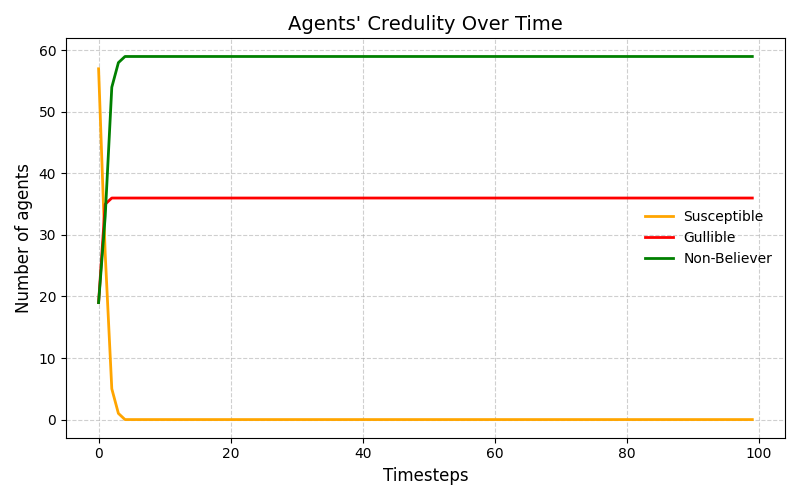 Agents' Credulity Over Time
Number of agents
60
50
40
30
20
10
0
Susceptible
Gullible
Non-Believer
0 20 40 60 80 100
Timesteps